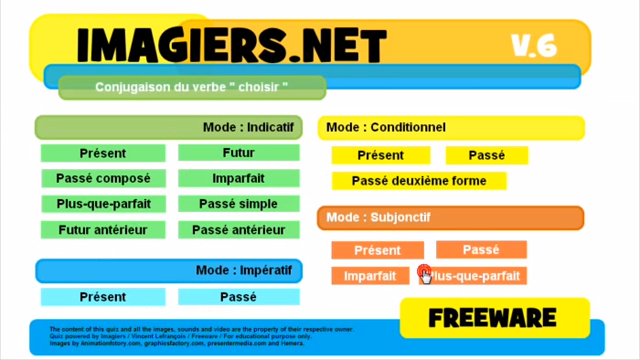 IMAGIERS.NET
V.6
Conjugaison du verbe " choisir "
Mode : Indicatif
Présent
Futur
Passé composé
Imparfait
Plus-que-parfait
Passé simple
Futur antérieur
Passé antérieur
Mode : Impératif
Présent
Passé
Mode : Conditionnel
Présent
Passé
Passé deuxième forme
Mode : Subjonctif
Présent
Passé
Imparfait
Plus-que-parfait
FREEWARE
The content of this quiz and all the images, sounds and video are the property of their respective owner.
Quiz powered by Imagiers / Vincent Lefrançois / Freeware / For educational purpose only.
Images by Animationfctory.com, graphicsfactory.com, presentermedia.com and Hemera.